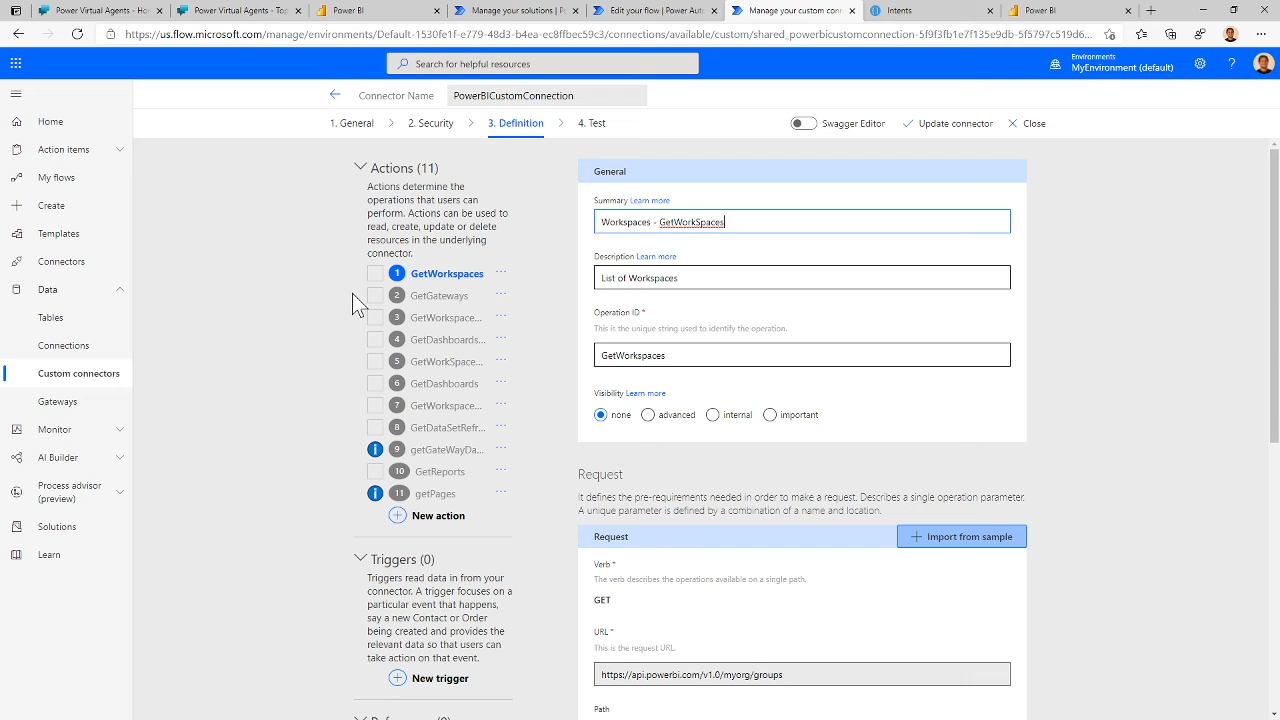 Power Virtual Agents - Ho
Power Virtual Agents - Top
Power BI
Manage your solutions | P
Edit your flow | Power Auto
Manage your custom conn
Intents
Power BI
https://us.flow.microsoft.com/manage/environments/Default-1530fe1f-e779-48d3-b4ea-ec8ffbec59c3/connections/available/custom/shared_powerbicustomconnection-5f9f3fb1e7f135e9db-5f5797c519d6...
Search for helpful resources
Environments
MyEnvironment (default)
Connector Name
PowerBICustomConnection
1. General
2. Security
3. Definition
4. Test
Swagger Editor
Update connector
Close
Home
Action items
My flows
Create
Templates
Connectors
Data
Tables
Connections
Custom connectors
Gateways
Monitor
AI Builder
Process advisor
(preview)
Solutions
Learn
Actions (11)
Actions determine the
operations that users can
perform. Actions can be used to
read, create, update or delete
resources in the underlying
connector.
1 GetWorkspaces ...
2 GetGateways ...
3 GetWorkspace... ...
4 GetDashboards... ...
5 GetWorkSpace... ...
6 GetDashboards ...
7 GetWorkspace... ...
8 GetDataSetRefr... ...
9 getGateWayDa... ...
10 GetReports ...
11 getPages ...
New action
Triggers (0)
Triggers read data in from your
connector. A trigger focuses on a
particular event that happens,
say a new Contact or Order
being created and provides the
relevant data so that users can
take action on that event.
New trigger
General
Summary Learn more
Workspaces - GetWorkSpaces
Description Learn more
List of Workspaces
Operation ID *
This is the unique string used to identify the operation.
GetWorkspaces
Visibility Learn more
none
advanced
internal
important
Request
It defines the pre-requirements needed in order to make a request. Describes a single operation parameter.
A unique parameter is defined by a combination of a name and location.
Request
Import from sample
Verb *
The verb describes the operations available on a single path.
GET
URL *
This is the request URL.
https://api.powerbi.com/v1.0/myorg/groups
Path